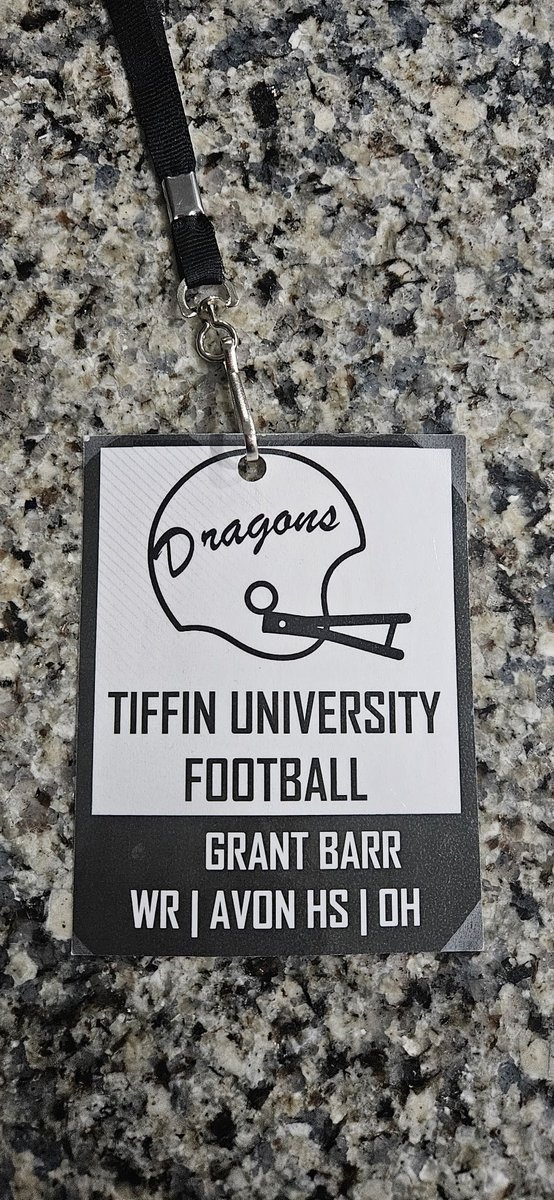 Dragons
TIFFIN UNIVERSITY
FOOTBALL
GRANT BARR
WR | AVON HS | OH